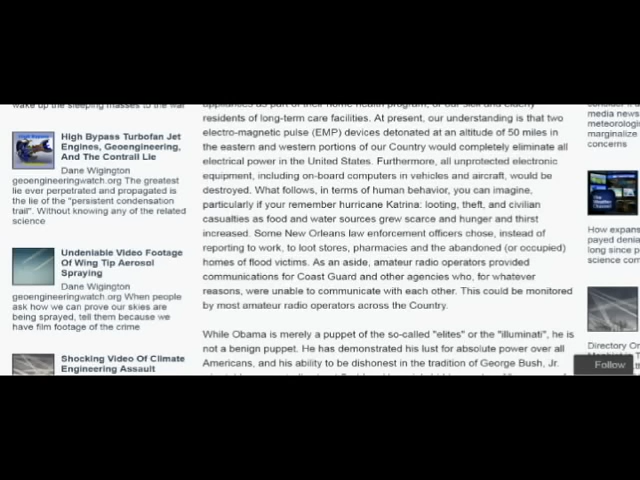 wake up the sleeping masses to the war
High Bypass Turbofan Jet
Engines, Geoengineering,
And The Contrail Lie
Dane Wigington
geoengineeringwatch.org The greatest
lie ever perpetrated and propagated is
the lie of the "persistent condensation
trail". Without knowing any of the related
science
Undeniable Video Footage
Of Wing Tip Aerosol
Spraying
Dane Wigington
geoengineeringwatch.org When people
ask how we can prove our skies are
being sprayed, tell them because we
have film footage of the crime
Shocking Video Of Climate
Engineering Assault
appliances as part of their home health program, or our sick and elderly
residents of long-term care facilities. At present, our understanding is that two
electro-magnetic pulse (EMP) devices detonated at an altitude of 50 miles in
the eastern and western portions of our Country would completely eliminate all
electrical power in the United States. Furthermore, all unprotected electronic
equipment, including on-board computers in vehicles and aircraft, would be
destroyed. What follows, in terms of human behavior, you can imagine,
particularly if your remember hurricane Katrina: looting, theft, and civilian
casualties as food and water sources grew scarce and hunger and thirst
increased. Some New Orleans law enforcement officers chose, instead of
reporting to work, to loot stores, pharmacies and the abandoned (or occupied)
homes of flood victims. As an aside, amateur radio operators provided
communications for Coast Guard and other agencies who, for whatever
reasons, were unable to communicate with each other. This could be monitored
by most amateur radio operators across the Country.
While Obama is merely a puppet of the so-called "elites" or the "illuminati", he is
not a benign puppet. He has demonstrated his lust for absolute power over all
Americans, and his ability to be dishonest in the tradition of George Bush, Jr.
consider it a
media news
meteorologi
marginalize
concerns
How expans
payed denia
long since p
science com
Directory On
Follow